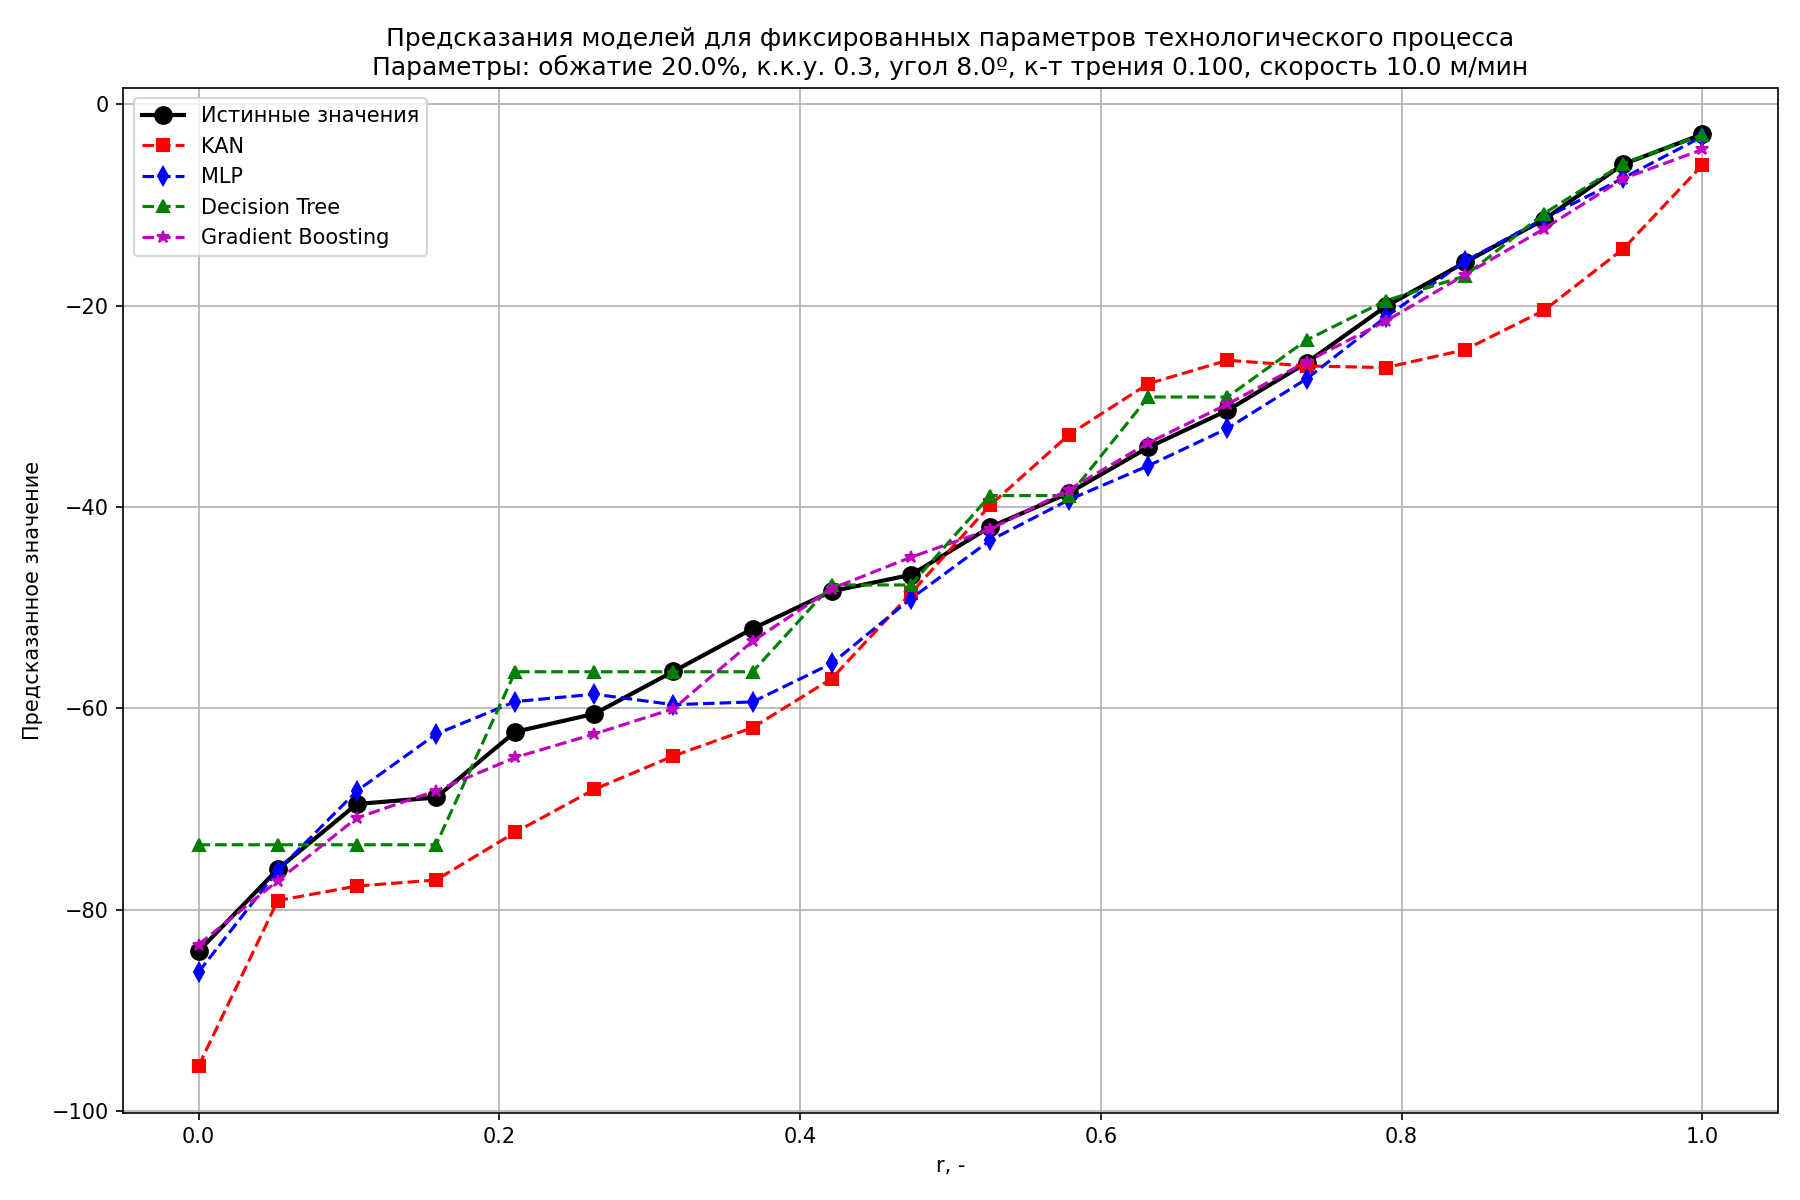 Предсказания моделей для фиксированных параметров технологического процесса
Параметры: обжатие 20.0%, к.к.у. 0.3, угол 8.0º, к-т трения 0.100, скорость 10.0 м/мин
Истинные значения
KAN
MLP
Decision Tree
Gradient Boosting
Предсказанное значение
0
−20
−40
−60
−80
−100
0.0 0.2 0.4 0.6 0.8 1.0
r, -